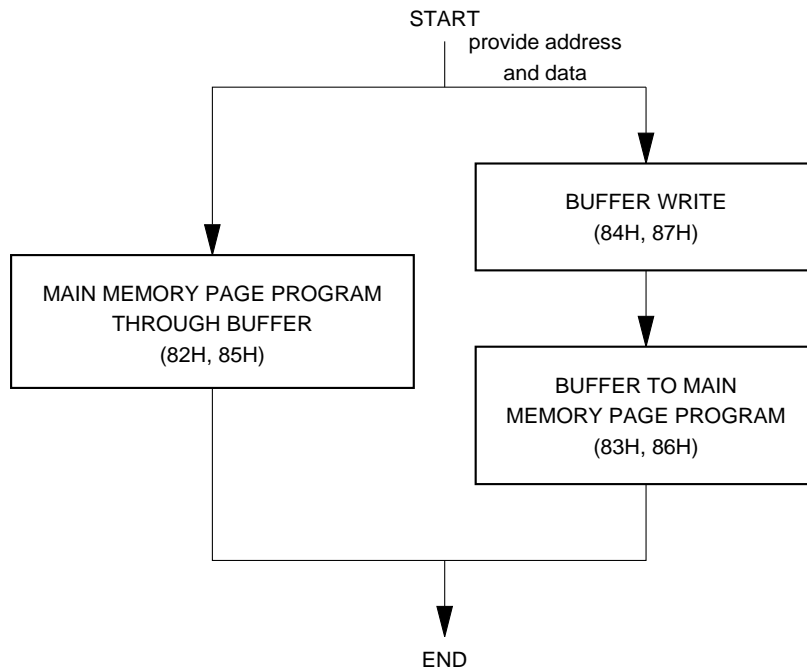 START
provide address
and data
BUFFER WRITE
(84H, 87H)
MAIN MEMORY PAGE PROGRAM
THROUGH BUFFER
(82H, 85H)
BUFFER TO MAIN
MEMORY PAGE PROGRAM
(83H, 86H)
END